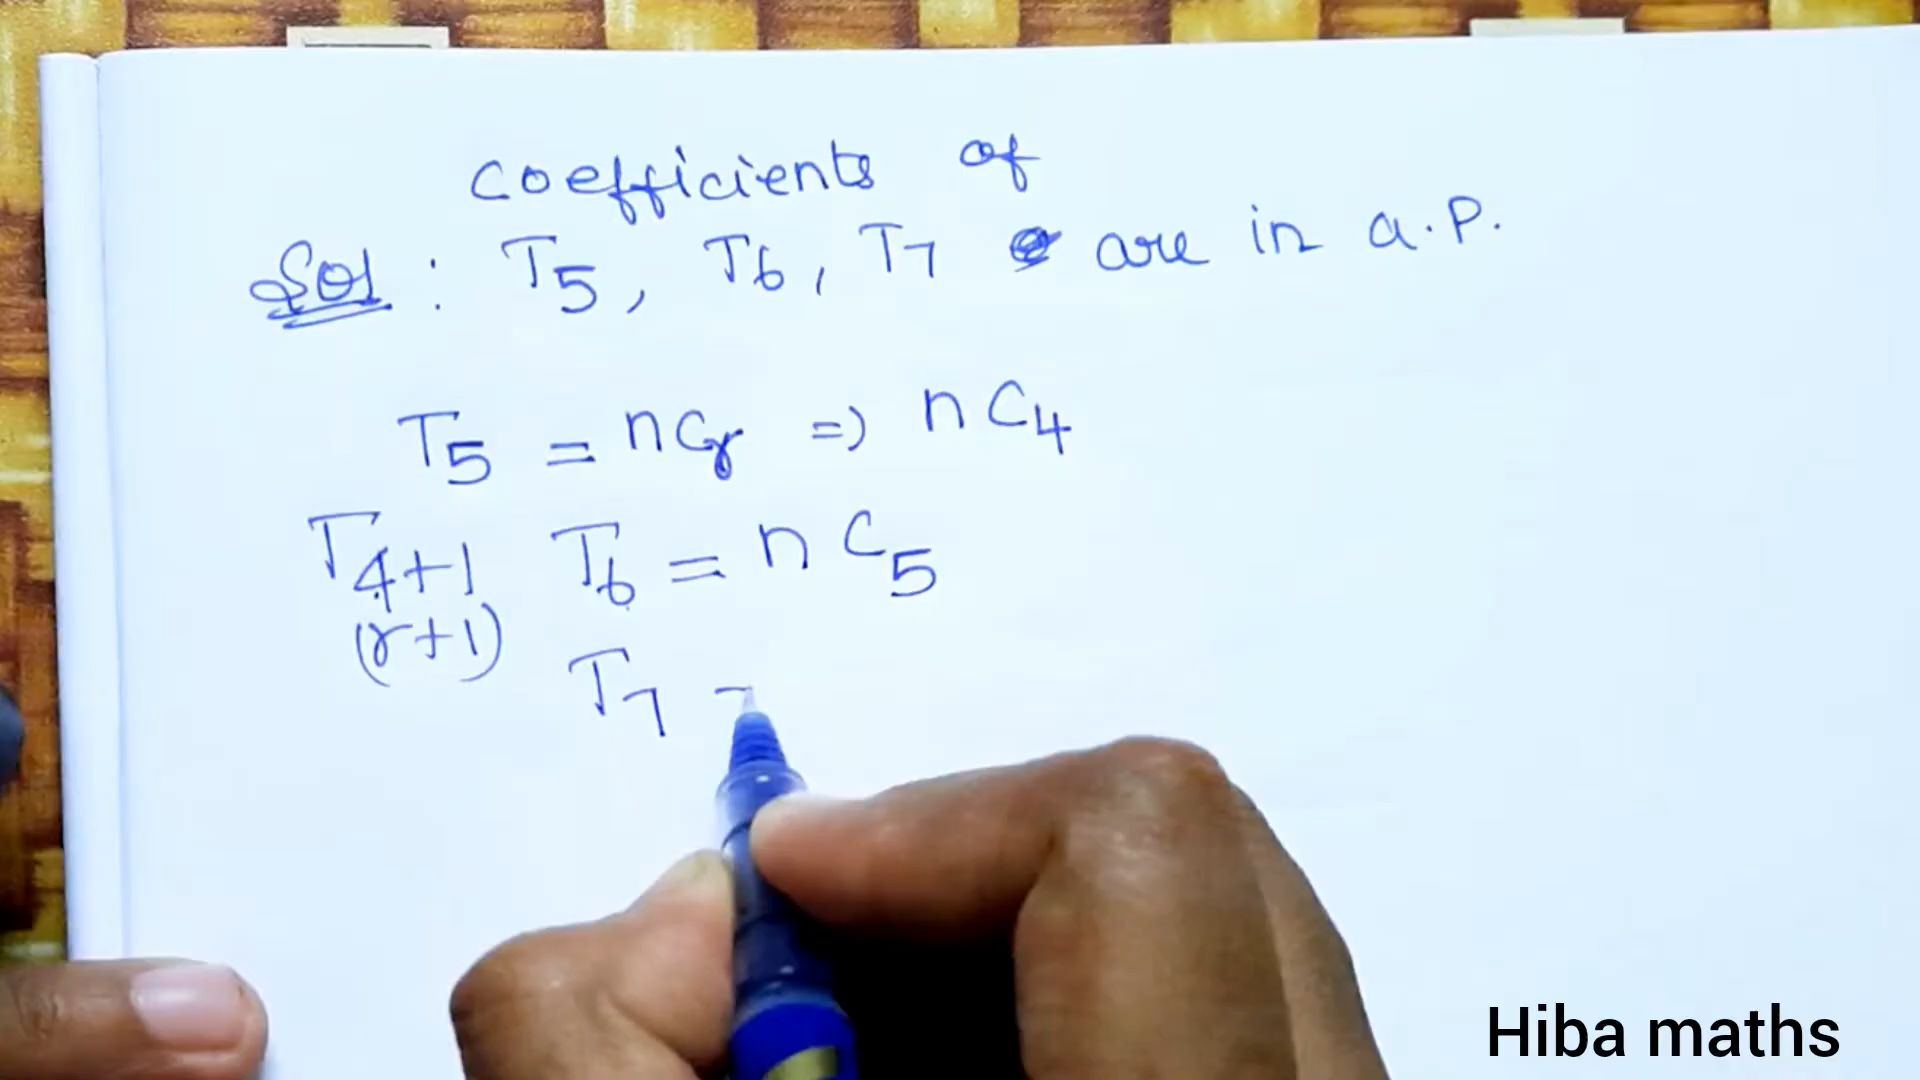 coefficients of
Sol : T5, T6, T7 are in a.p.
T5 = nCr => nC4
T4+1 T6 = nC5
(r+1)
T7 =
Hiba maths